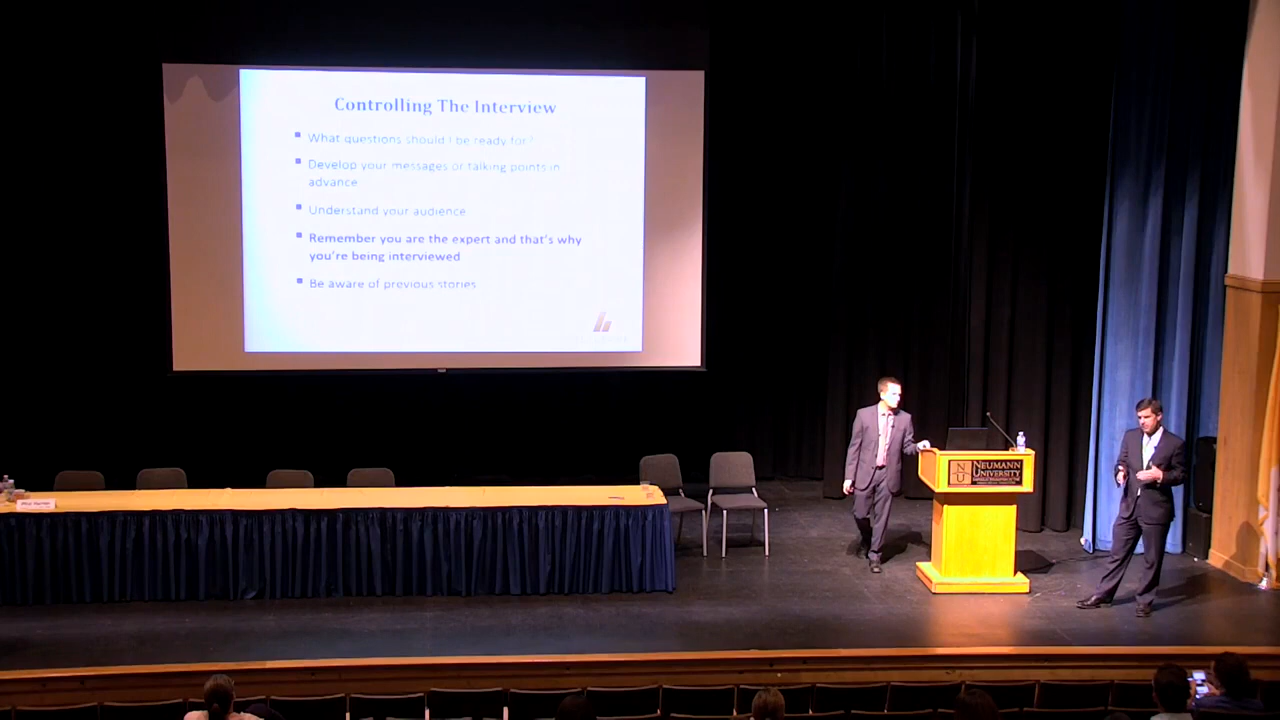 Controlling The Interview
What questions should I be ready for?
Develop your messages or talking points in
advance
Understand your audience
Remember you are the expert and that's why
you're being interviewed
Be aware of previous stories
NEUMANN
UNIVERSITY
N
U